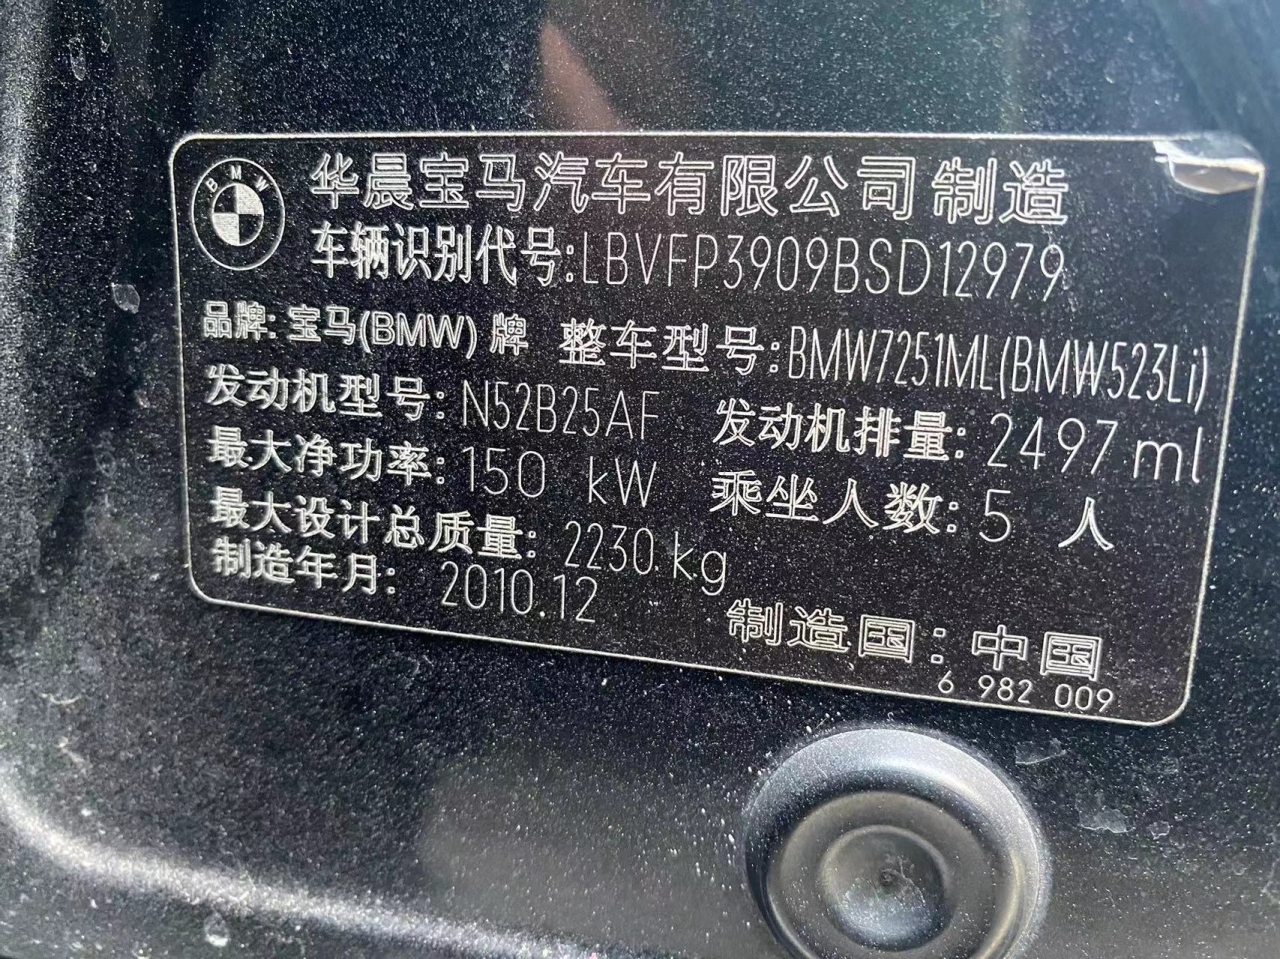 BMW
华晨宝马汽车有限公司制造
车辆识别代号:LBVFP3909BSD12979
品牌: 宝马(BMW) 牌 整车型号:BMW7251ML(BMW523Li)
发动机型号: N52B25AF 发动机排量: 2497 ml
最大净功率: 150 kW 乘坐人数: 5 人
最大设计总质量: 2230 kg
制造年月: 2010.12
制造国: 中国
6 982 009